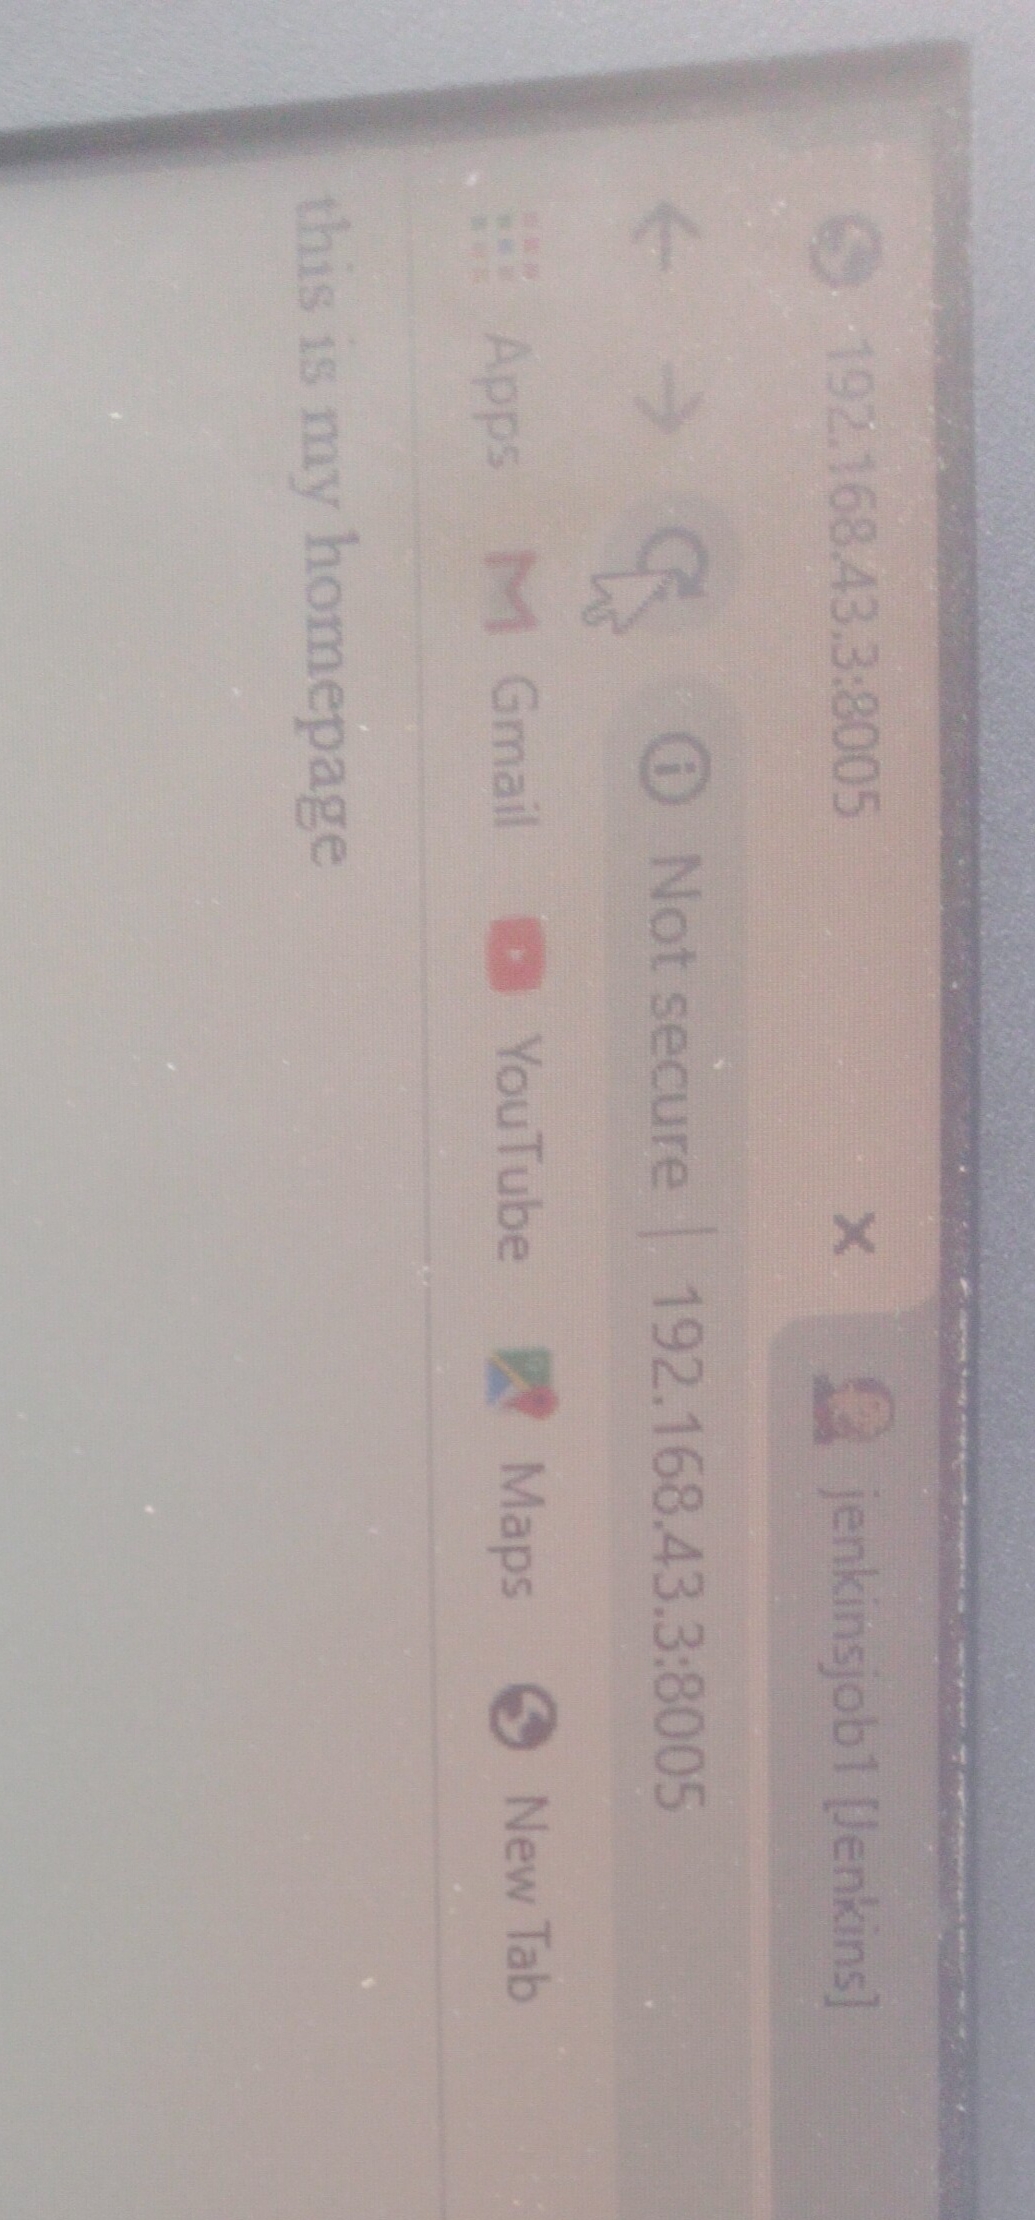 192.168.43.3:8005 jenkinsjob1 [Jenkins]
Not secure | 192.168.43.3:8005
Apps Gmail YouTube Maps New Tab
this is my homepage